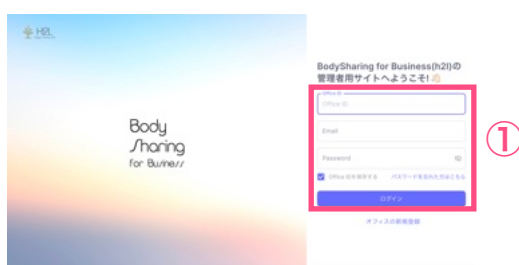 H2L
Body
Sharing
for Business
BodySharing for Business(h2l)の
管理者用サイトへようこそ!
Office ID
Office ID
Email
Password
Office IDを保存する パスワードを忘れた方はこちら
ログイン
オフィスの新規登録
①